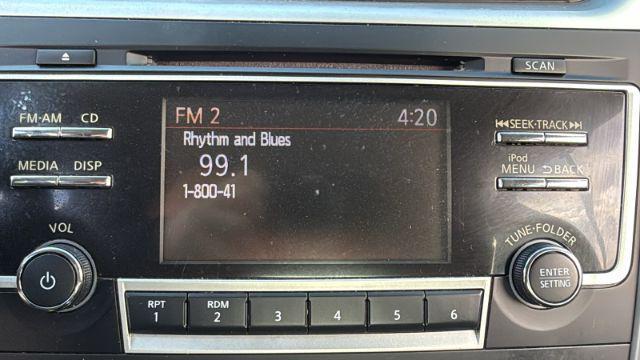 SCAN
FM·AM CD
MEDIA DISP
VOL
FM 2 4:20
Rhythm and Blues
99.1
1-800-41
SEEK·TRACK
iPod
MENU BACK
TUNE·FOLDER
ENTER
SETTING
RPT
1
RDM
2
3
4
5
6